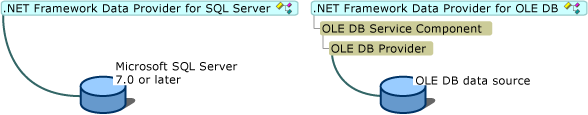 .NET Framework Data Provider for SQL Server
Microsoft SQL Server
7.0 or later
.NET Framework Data Provider for OLE DB
OLE DB Service Component
OLE DB Provider
OLE DB data source